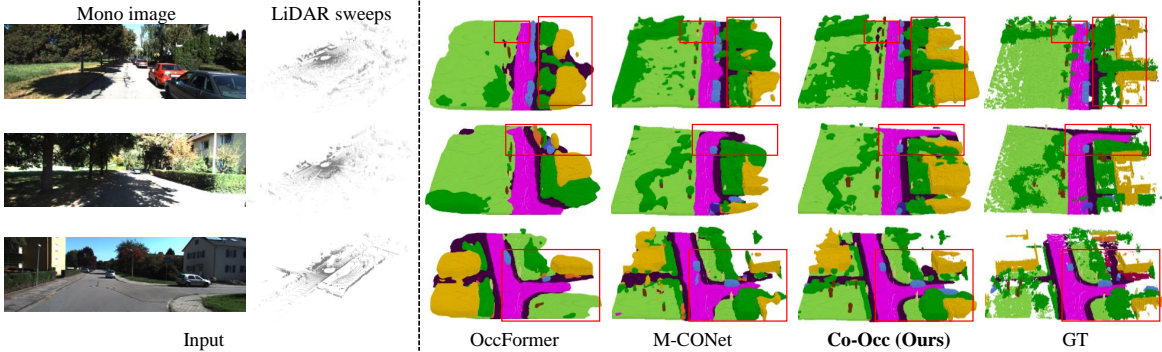 Mono image
LiDAR sweeps
Input
OccFormer
M-CONet
Co-Occ (Ours)
GT